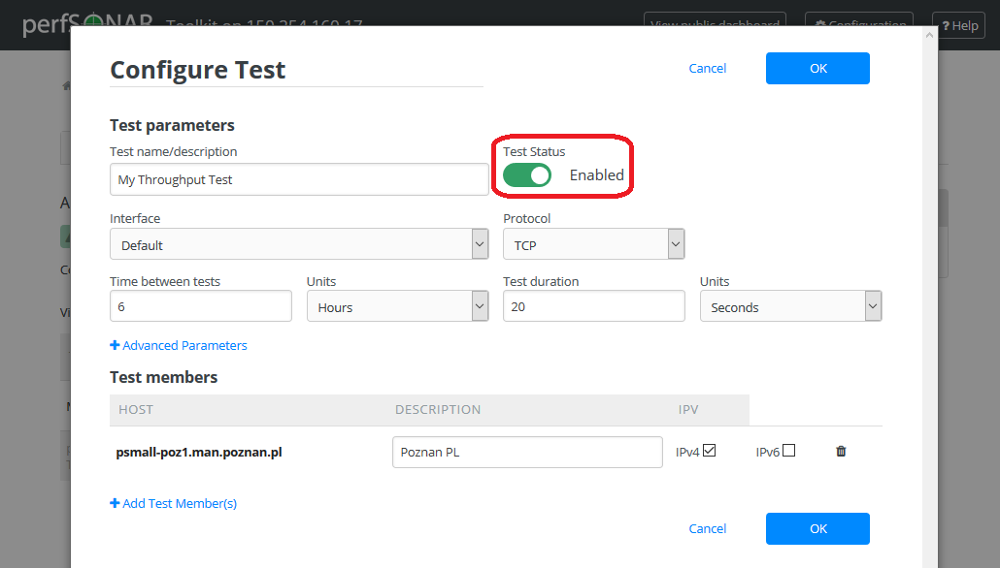 perfSONAR Toolkit on 150.254.160.17 View public dashboard Configuration ? Help
Configure Test Cancel OK
Test parameters
Test name/description Test Status
My Throughput Test Enabled
Interface Protocol
Default TCP
Time between tests Units Test duration Units
6 Hours 20 Seconds
+ Advanced Parameters
Test members
HOST DESCRIPTION IPV
psmall-poz1.man.poznan.pl Poznan PL IPv4 IPv6
+ Add Test Member(s)
Cancel OK